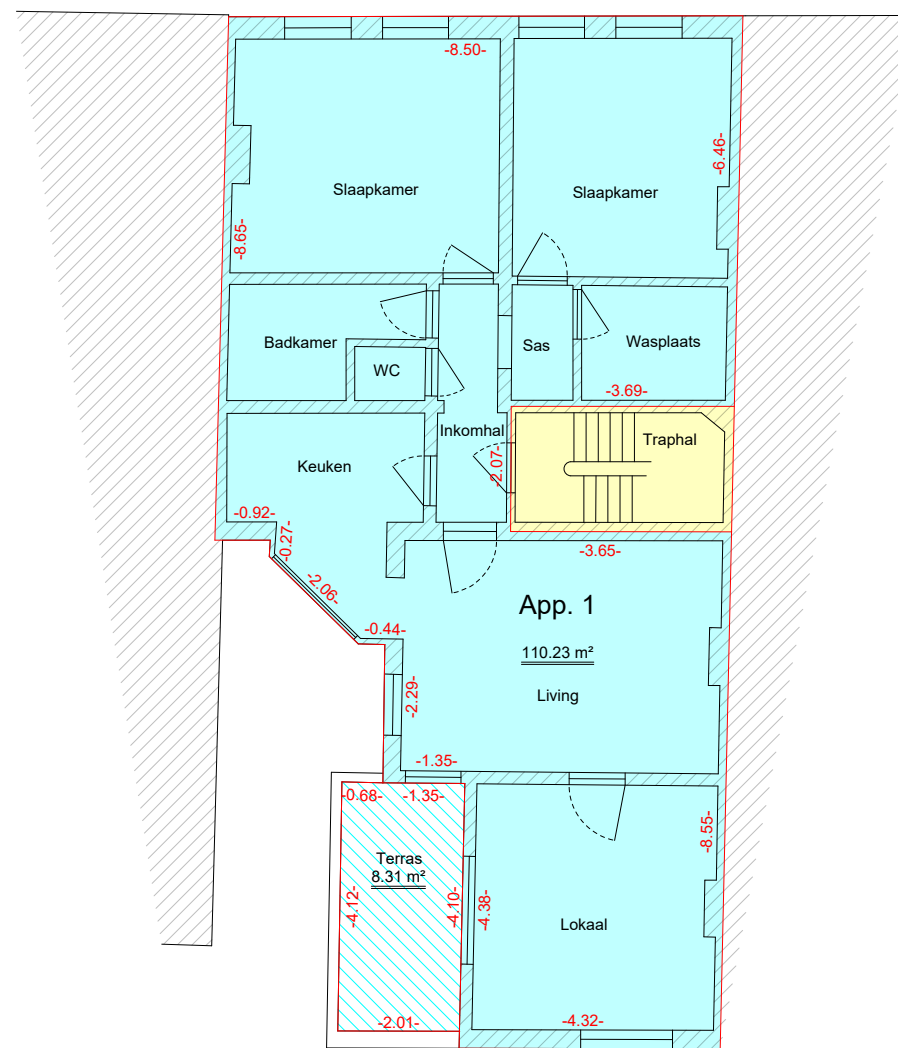 -8.50-
-6.46-
Slaapkamer
Slaapkamer
-8.65-
Badkamer
Sas
Wasplaats
WC
-3.69-
Inkomhal
Traphal
Keuken
-2.07-
-0.92-
-0.27-
-3.65-
-2.06-
App. 1
-0.44-
110.23 m²
-2.29-
Living
-1.35-
-0.68-
-1.35-
-8.55-
Terras
8.31 m²
-4.12-
-4.10-
-4.38-
Lokaal
-2.01-
-4.32-